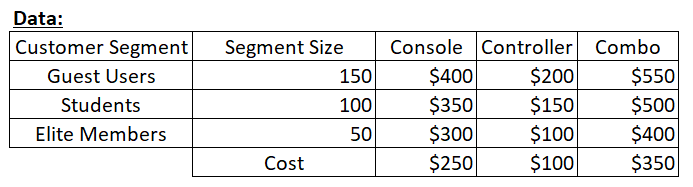 Data:
Customer Segment Segment Size Console Controller Combo
Guest Users 150 $400 $200 $550
Students 100 $350 $150 $500
Elite Members 50 $300 $100 $400
Cost $250 $100 $350